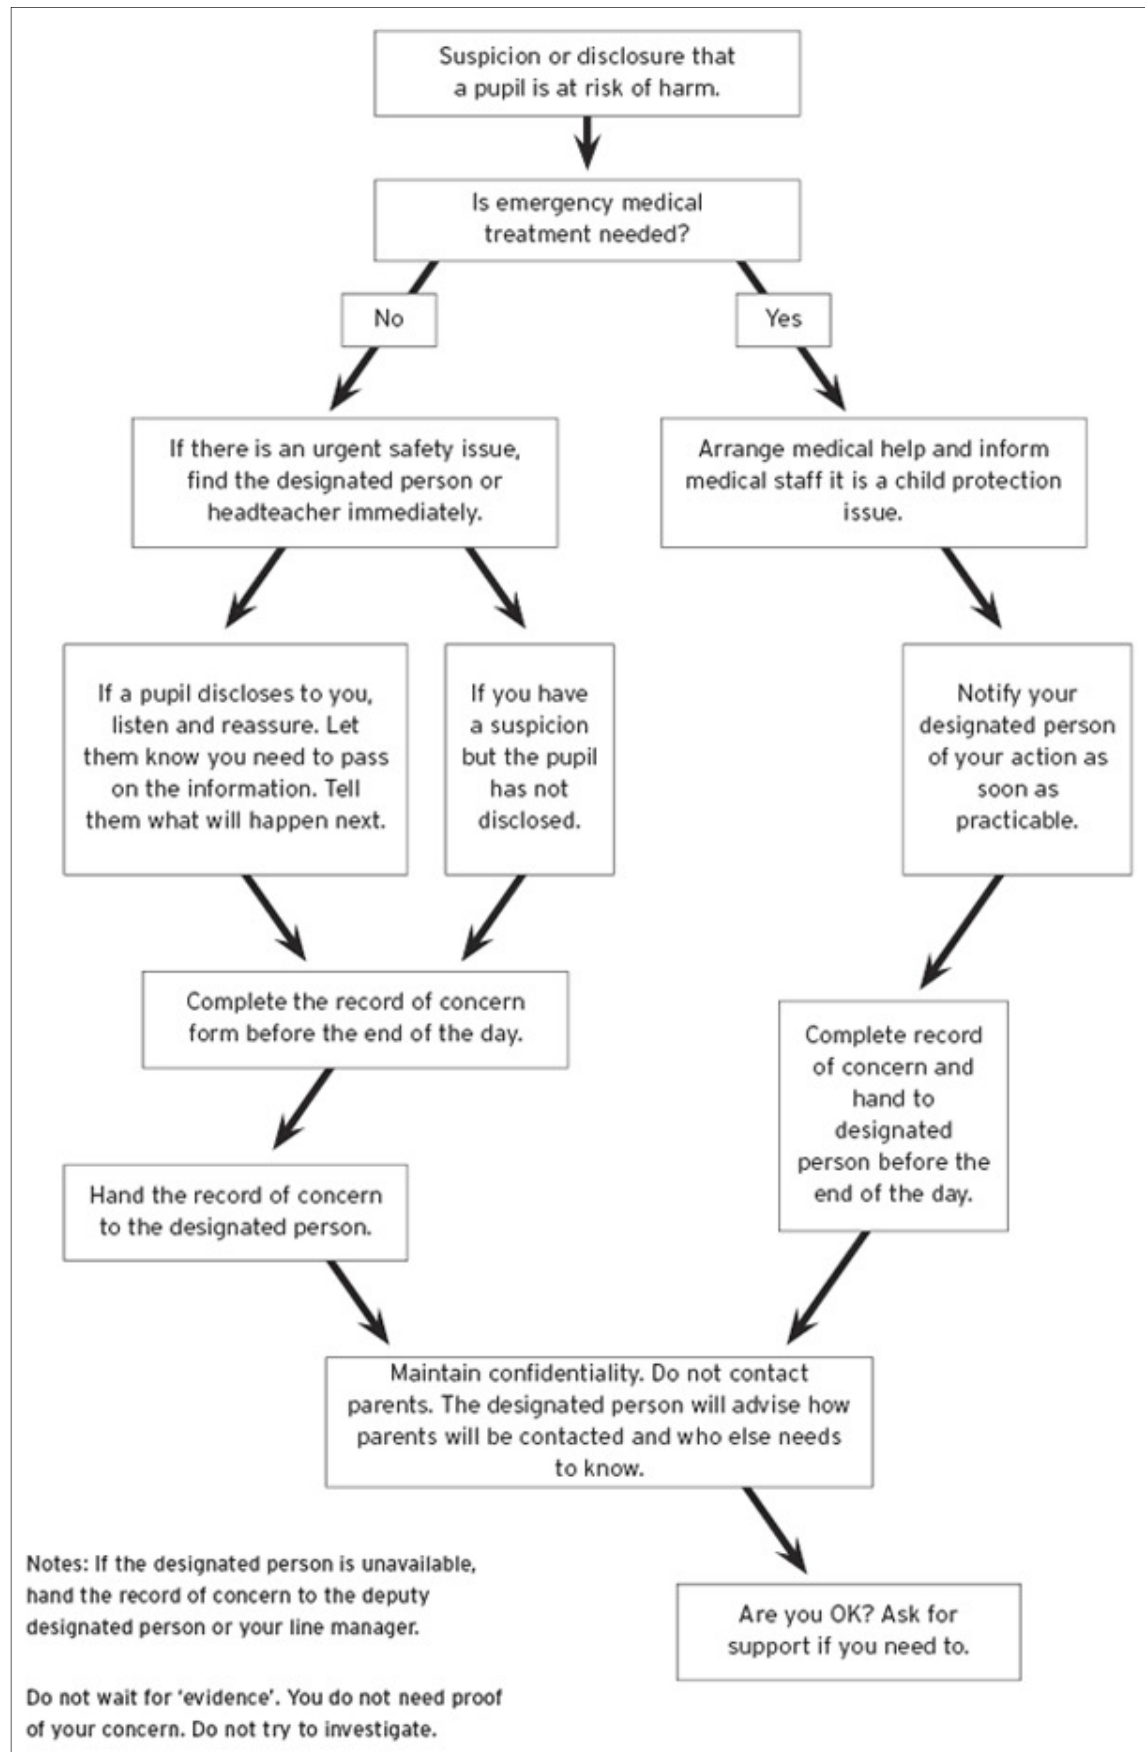 Suspicion or disclosure that
a pupil is at risk of harm.
Is emergency medical
treatment needed?
No
Yes
If there is an urgent safety issue,
find the designated person or
headteacher immediately.
Arrange medical help and inform
medical staff it is a child protection
issue.
If a pupil discloses to you,
listen and reassure. Let
them know you need to pass
on the information. Tell
them what will happen next.
If you have
a suspicion
but the pupil
has not
disclosed.
Notify your
designated person
of your action as
soon as
practicable.
Complete the record of concern
form before the end of the day.
Complete record
of concern and
hand to
designated
person before the
end of the day.
Hand the record of concern
to the designated person.
Maintain confidentiality. Do not contact
parents. The designated person will advise how
parents will be contacted and who else needs
to know.
Notes: If the designated person is unavailable,
hand the record of concern to the deputy
designated person or your line manager.
Are you OK? Ask for
support if you need to.
Do not wait for ‘evidence’. You do not need proof
of your concern. Do not try to investigate.